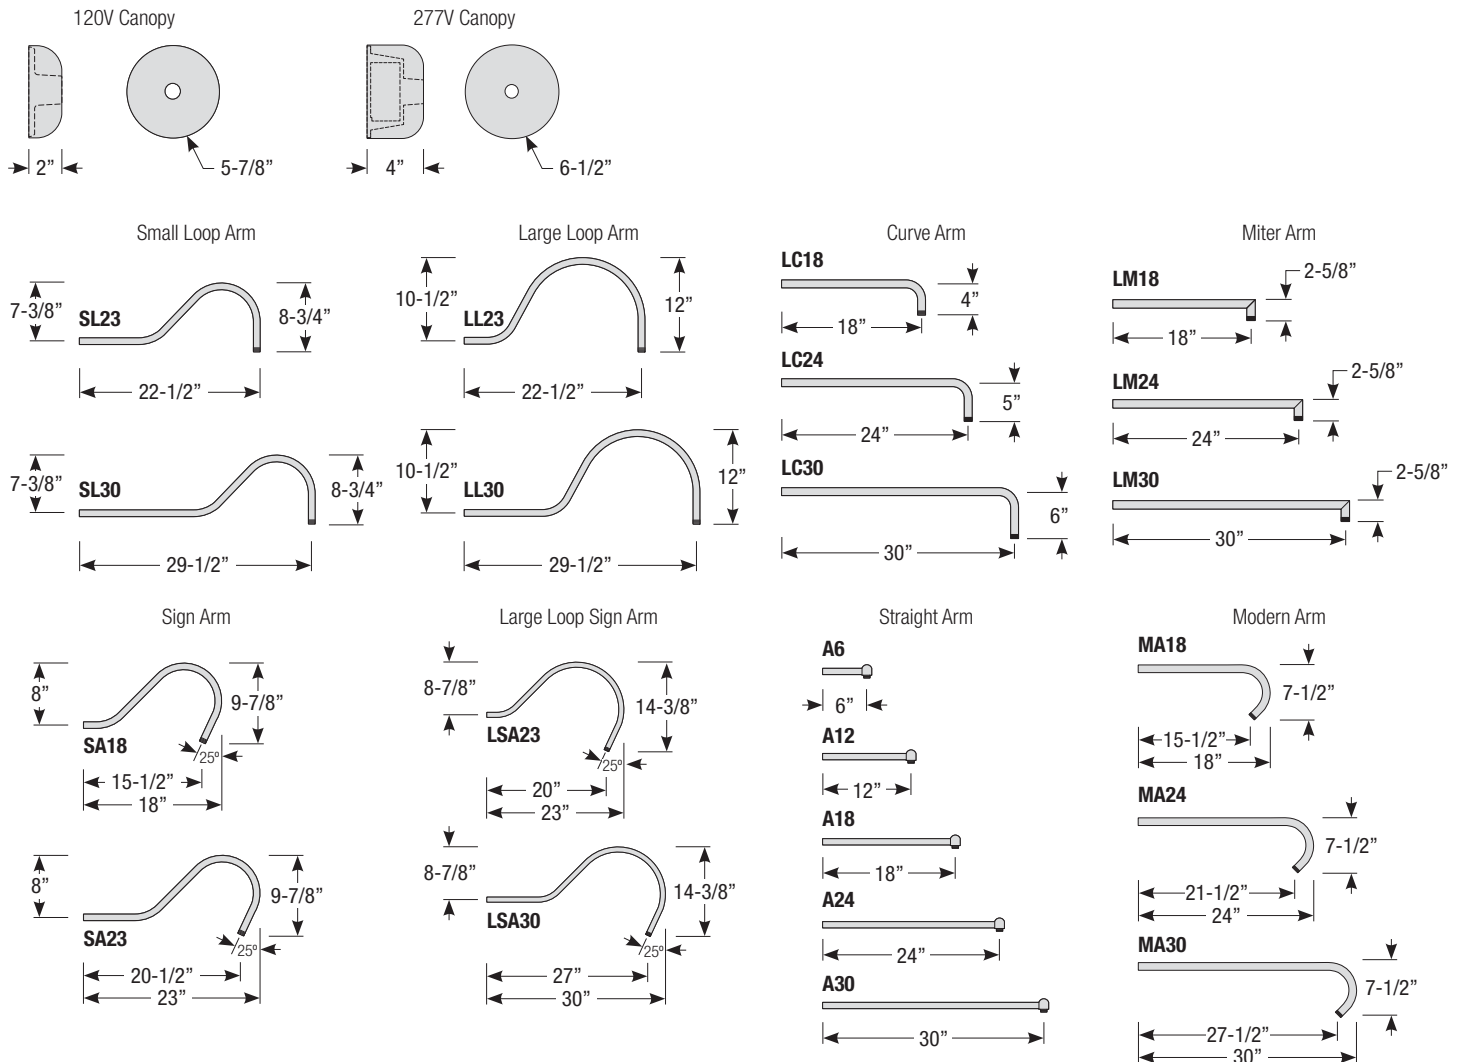 120V Canopy
277V Canopy
2”
5-7/8”
4”
6-1/2”
Small Loop Arm
7-3/8”
SL23
8-3/4”
22-1/2”
7-3/8”
SL30
8-3/4”
29-1/2”
Large Loop Arm
10-1/2”
LL23
12”
22-1/2”
10-1/2”
LL30
12”
29-1/2”
Curve Arm
LC18
4”
18”
LC24
5”
24”
LC30
6”
30”
Miter Arm
LM18
2-5/8”
18”
LM24
2-5/8”
24”
LM30
2-5/8”
30”
Sign Arm
8”
SA18
9-7/8”
25º
15-1/2”
18”
8”
SA23
9-7/8”
25º
20-1/2”
23”
Large Loop Sign Arm
8-7/8”
LSA23
14-3/8”
25º
20”
23”
8-7/8”
LSA30
14-3/8”
25º
27”
30”
Straight Arm
A6
6”
A12
12”
A18
18”
A24
24”
A30
30”
Modern Arm
MA18
7-1/2”
15-1/2”
18”
MA24
7-1/2”
21-1/2”
24”
MA30
7-1/2”
27-1/2”
30”